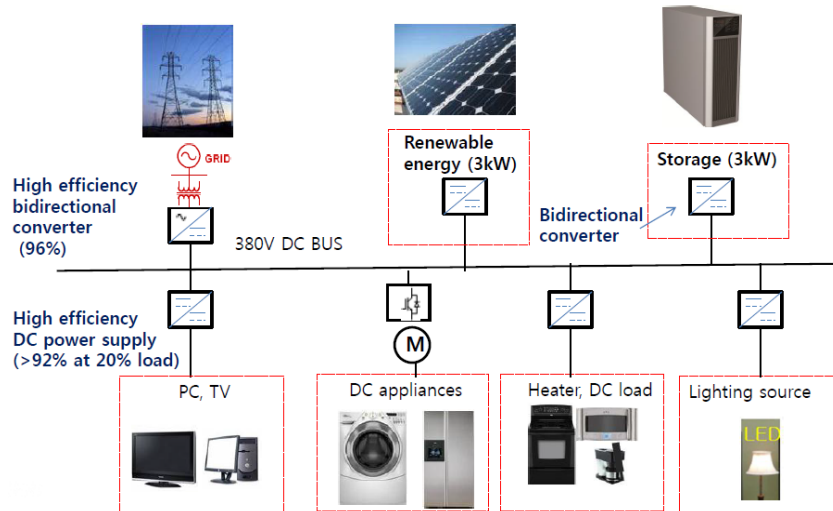 GRID
Renewable
energy (3kW)
Storage (3kW)
High efficiency
bidirectional
converter
(96%)
Bidirectional
converter
380V DC BUS
High efficiency
DC power supply
(>92% at 20% load)
M
PC, TV
DC appliances
Heater, DC load
Lighting source
LED